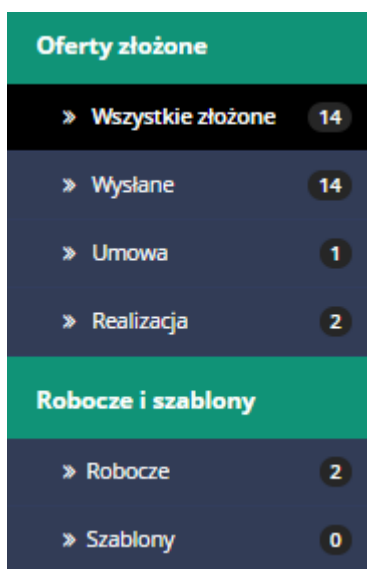 Oferty złożone
» Wszystkie złożone 14
» Wysłane 14
» Umowa 1
» Realizacja 2
Robocze i szablony
» Robocze 2
» Szablony 0